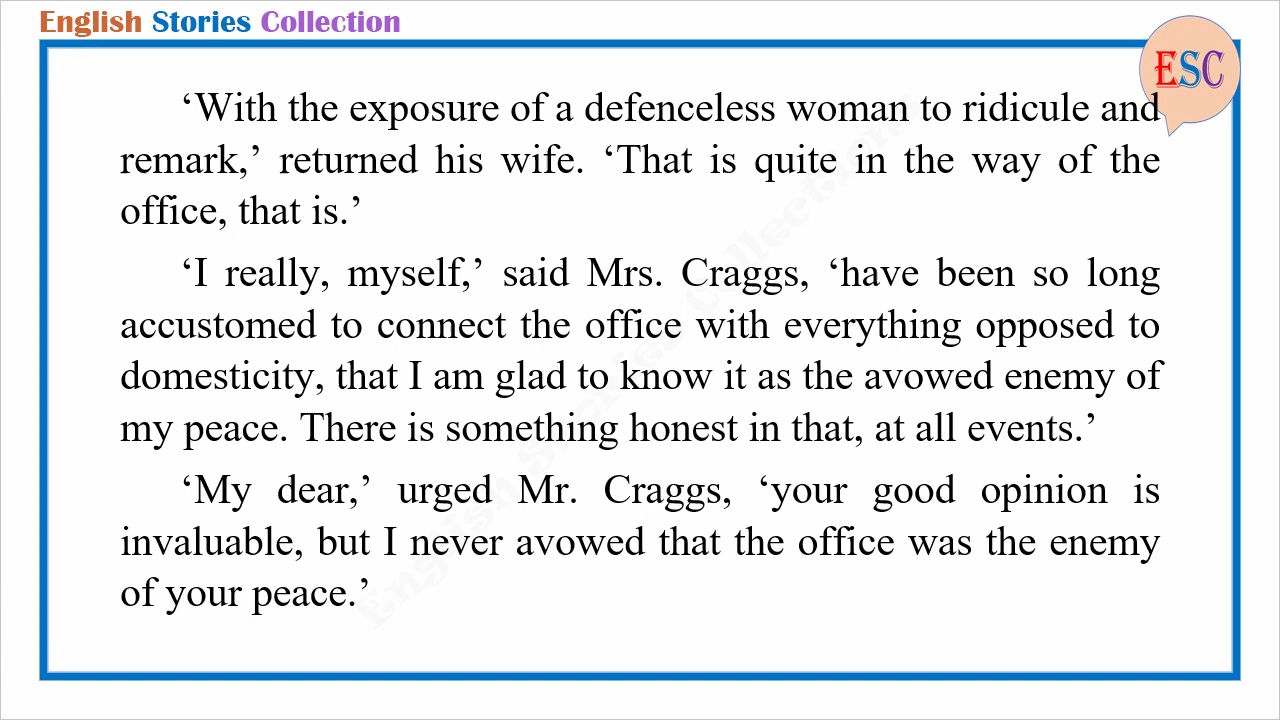 English Stories Collection
ESC
‘With the exposure of a defenceless woman to ridicule and
remark,’ returned his wife. ‘That is quite in the way of the
office, that is.’
‘I really, myself,’ said Mrs. Craggs, ‘have been so long
accustomed to connect the office with everything opposed to
domesticity, that I am glad to know it as the avowed enemy of
my peace. There is something honest in that, at all events.’
‘My dear,’ urged Mr. Craggs, ‘your good opinion is
invaluable, but I never avowed that the office was the enemy
of your peace.’
English Stories Collections